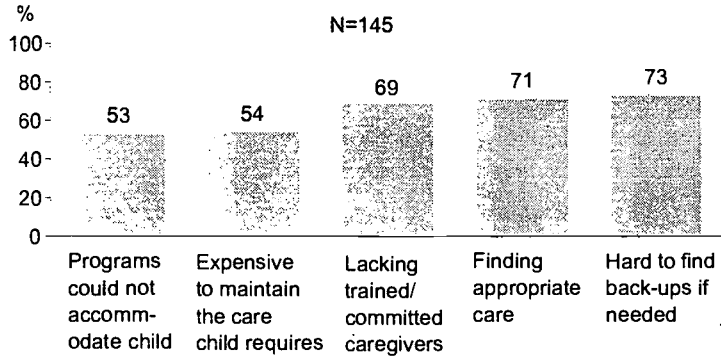 %
N=145
100
80
60
40
20
0
53
54
69
71
73
Programs
could not
accomm-
odate child
Expensive
to maintain
the care
child requires
Lacking
trained/
committed
caregivers
Finding
appropriate
care
Hard to find
back-ups if
needed